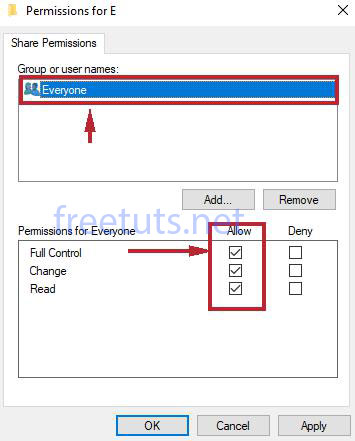 Permissions for E
Share Permissions
Group or user names:
Everyone
Add...
Remove
freetuts.net
Permissions for Everyone
Allow
Deny
Full Control
Change
Read
OK
Cancel
Apply